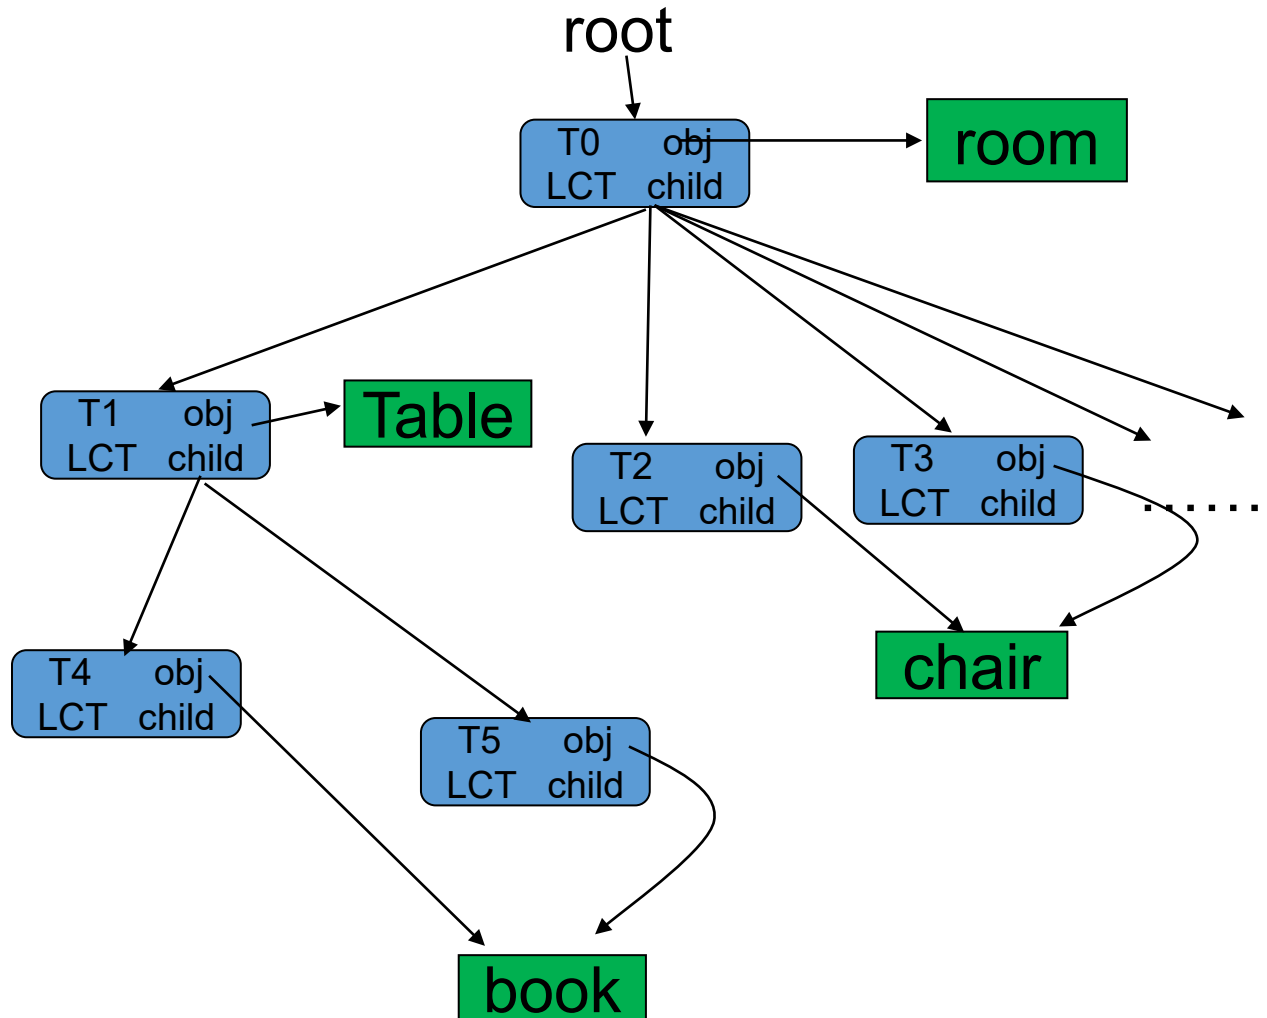 root
T0 obj
LCT child
room
T1 obj
LCT child
Table
T2 obj
LCT child
T3 obj
LCT child
......
chair
T4 obj
LCT child
T5 obj
LCT child
book